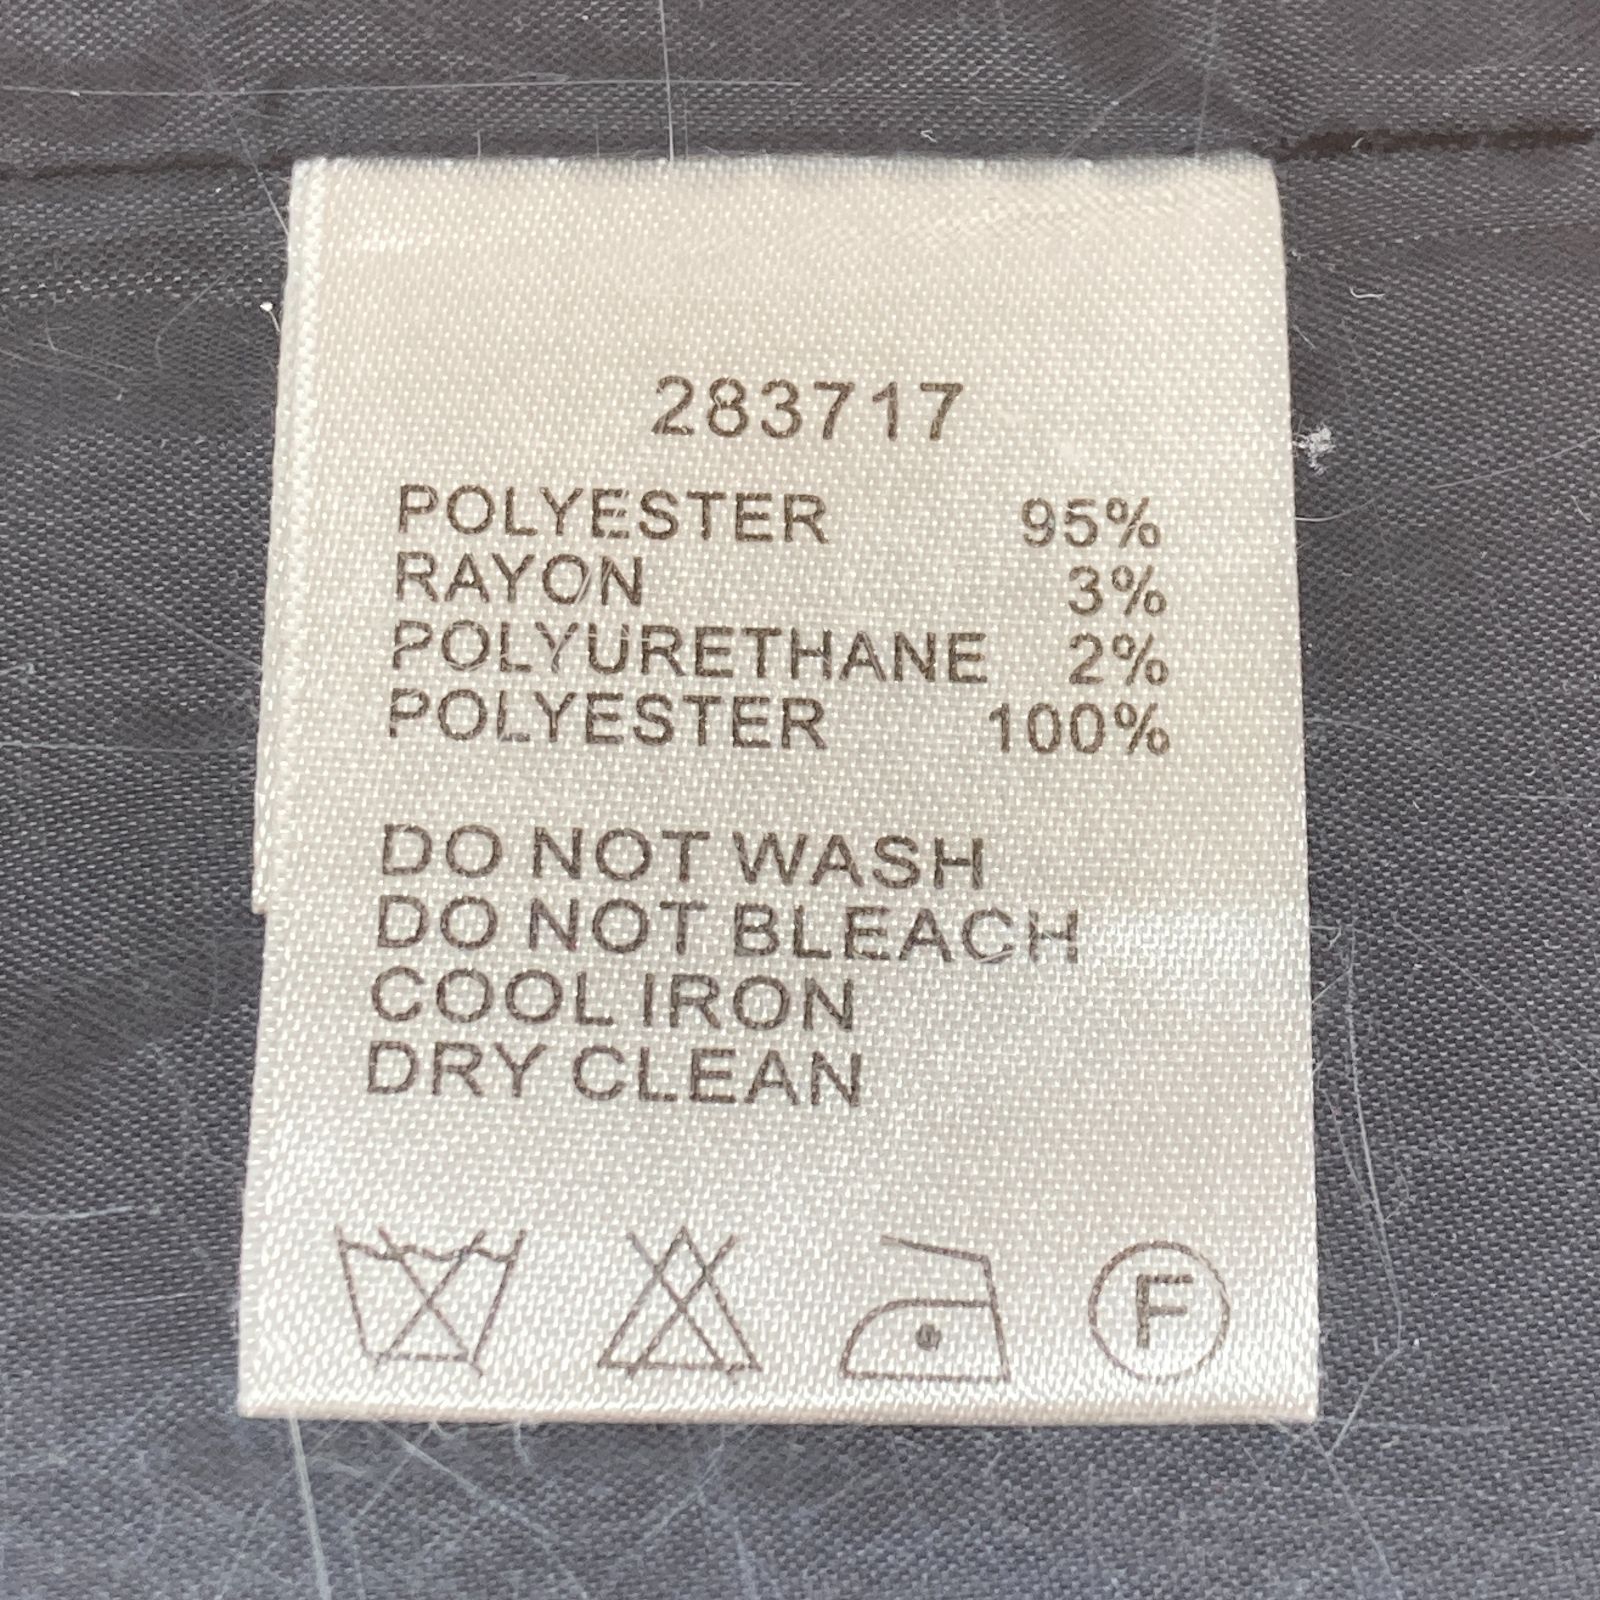 283717
POLYESTER 95%
RAYON 3%
POLYURETHANE 2%
POLYESTER 100%
DO NOT WASH
DO NOT BLEACH
COOL IRON
DRY CLEAN
F